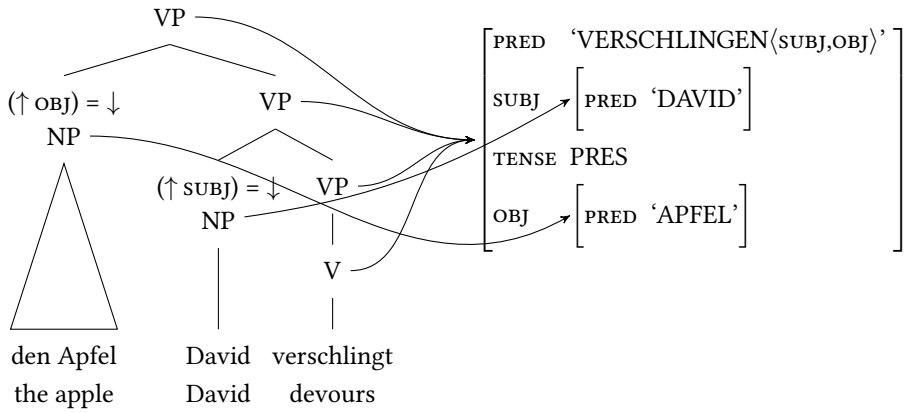 VP
PRED ‘VERSCHLINGEN⟨SUBJ,OBJ⟩’
(↑ OBJ) = ↓ VP SUBJ PRED ‘DAVID’
NP
TENSE PRES
(↑ SUBJ) = ↓ VP
NP OBJ PRED ‘APFEL’
V
den Apfel David verschlingt
the apple David devours